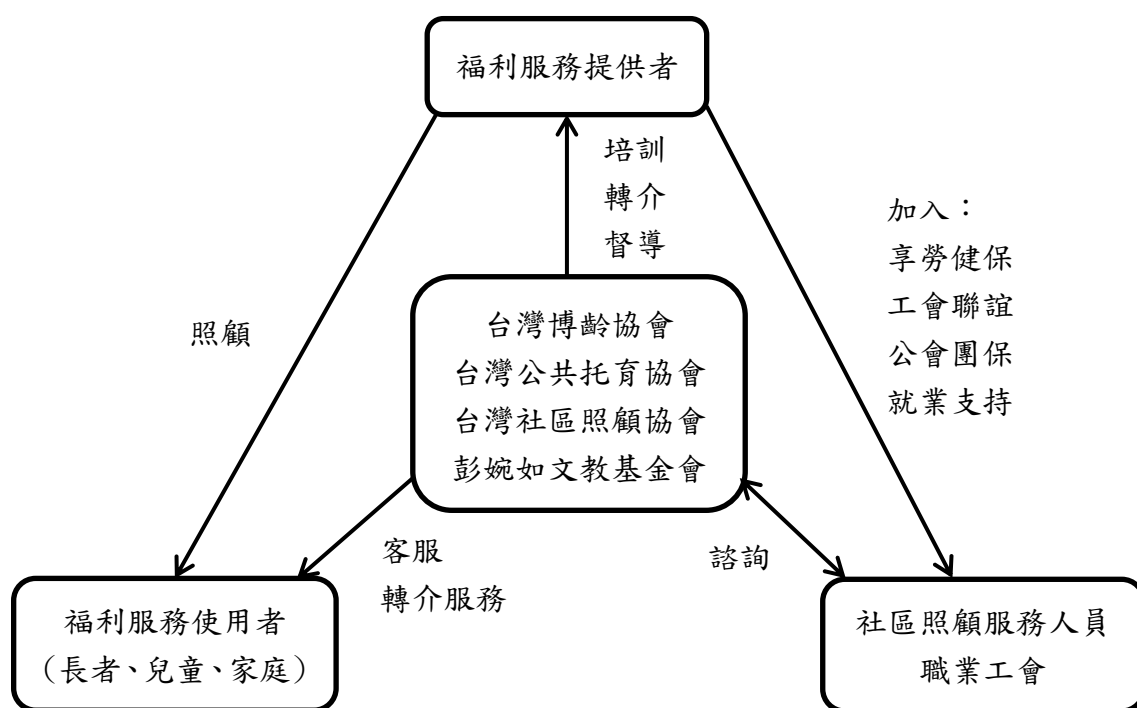 福利服務提供者
培訓
轉介
督導
加入：
享勞健保
工會聯誼
公會團保
就業支持
照顧
台灣博齡協會
台灣公共托育協會
台灣社區照顧協會
彭婉如文教基金會
客服
轉介服務
諮詢
福利服務使用者
（長者、兒童、家庭）
社區照顧服務人員
職業工會